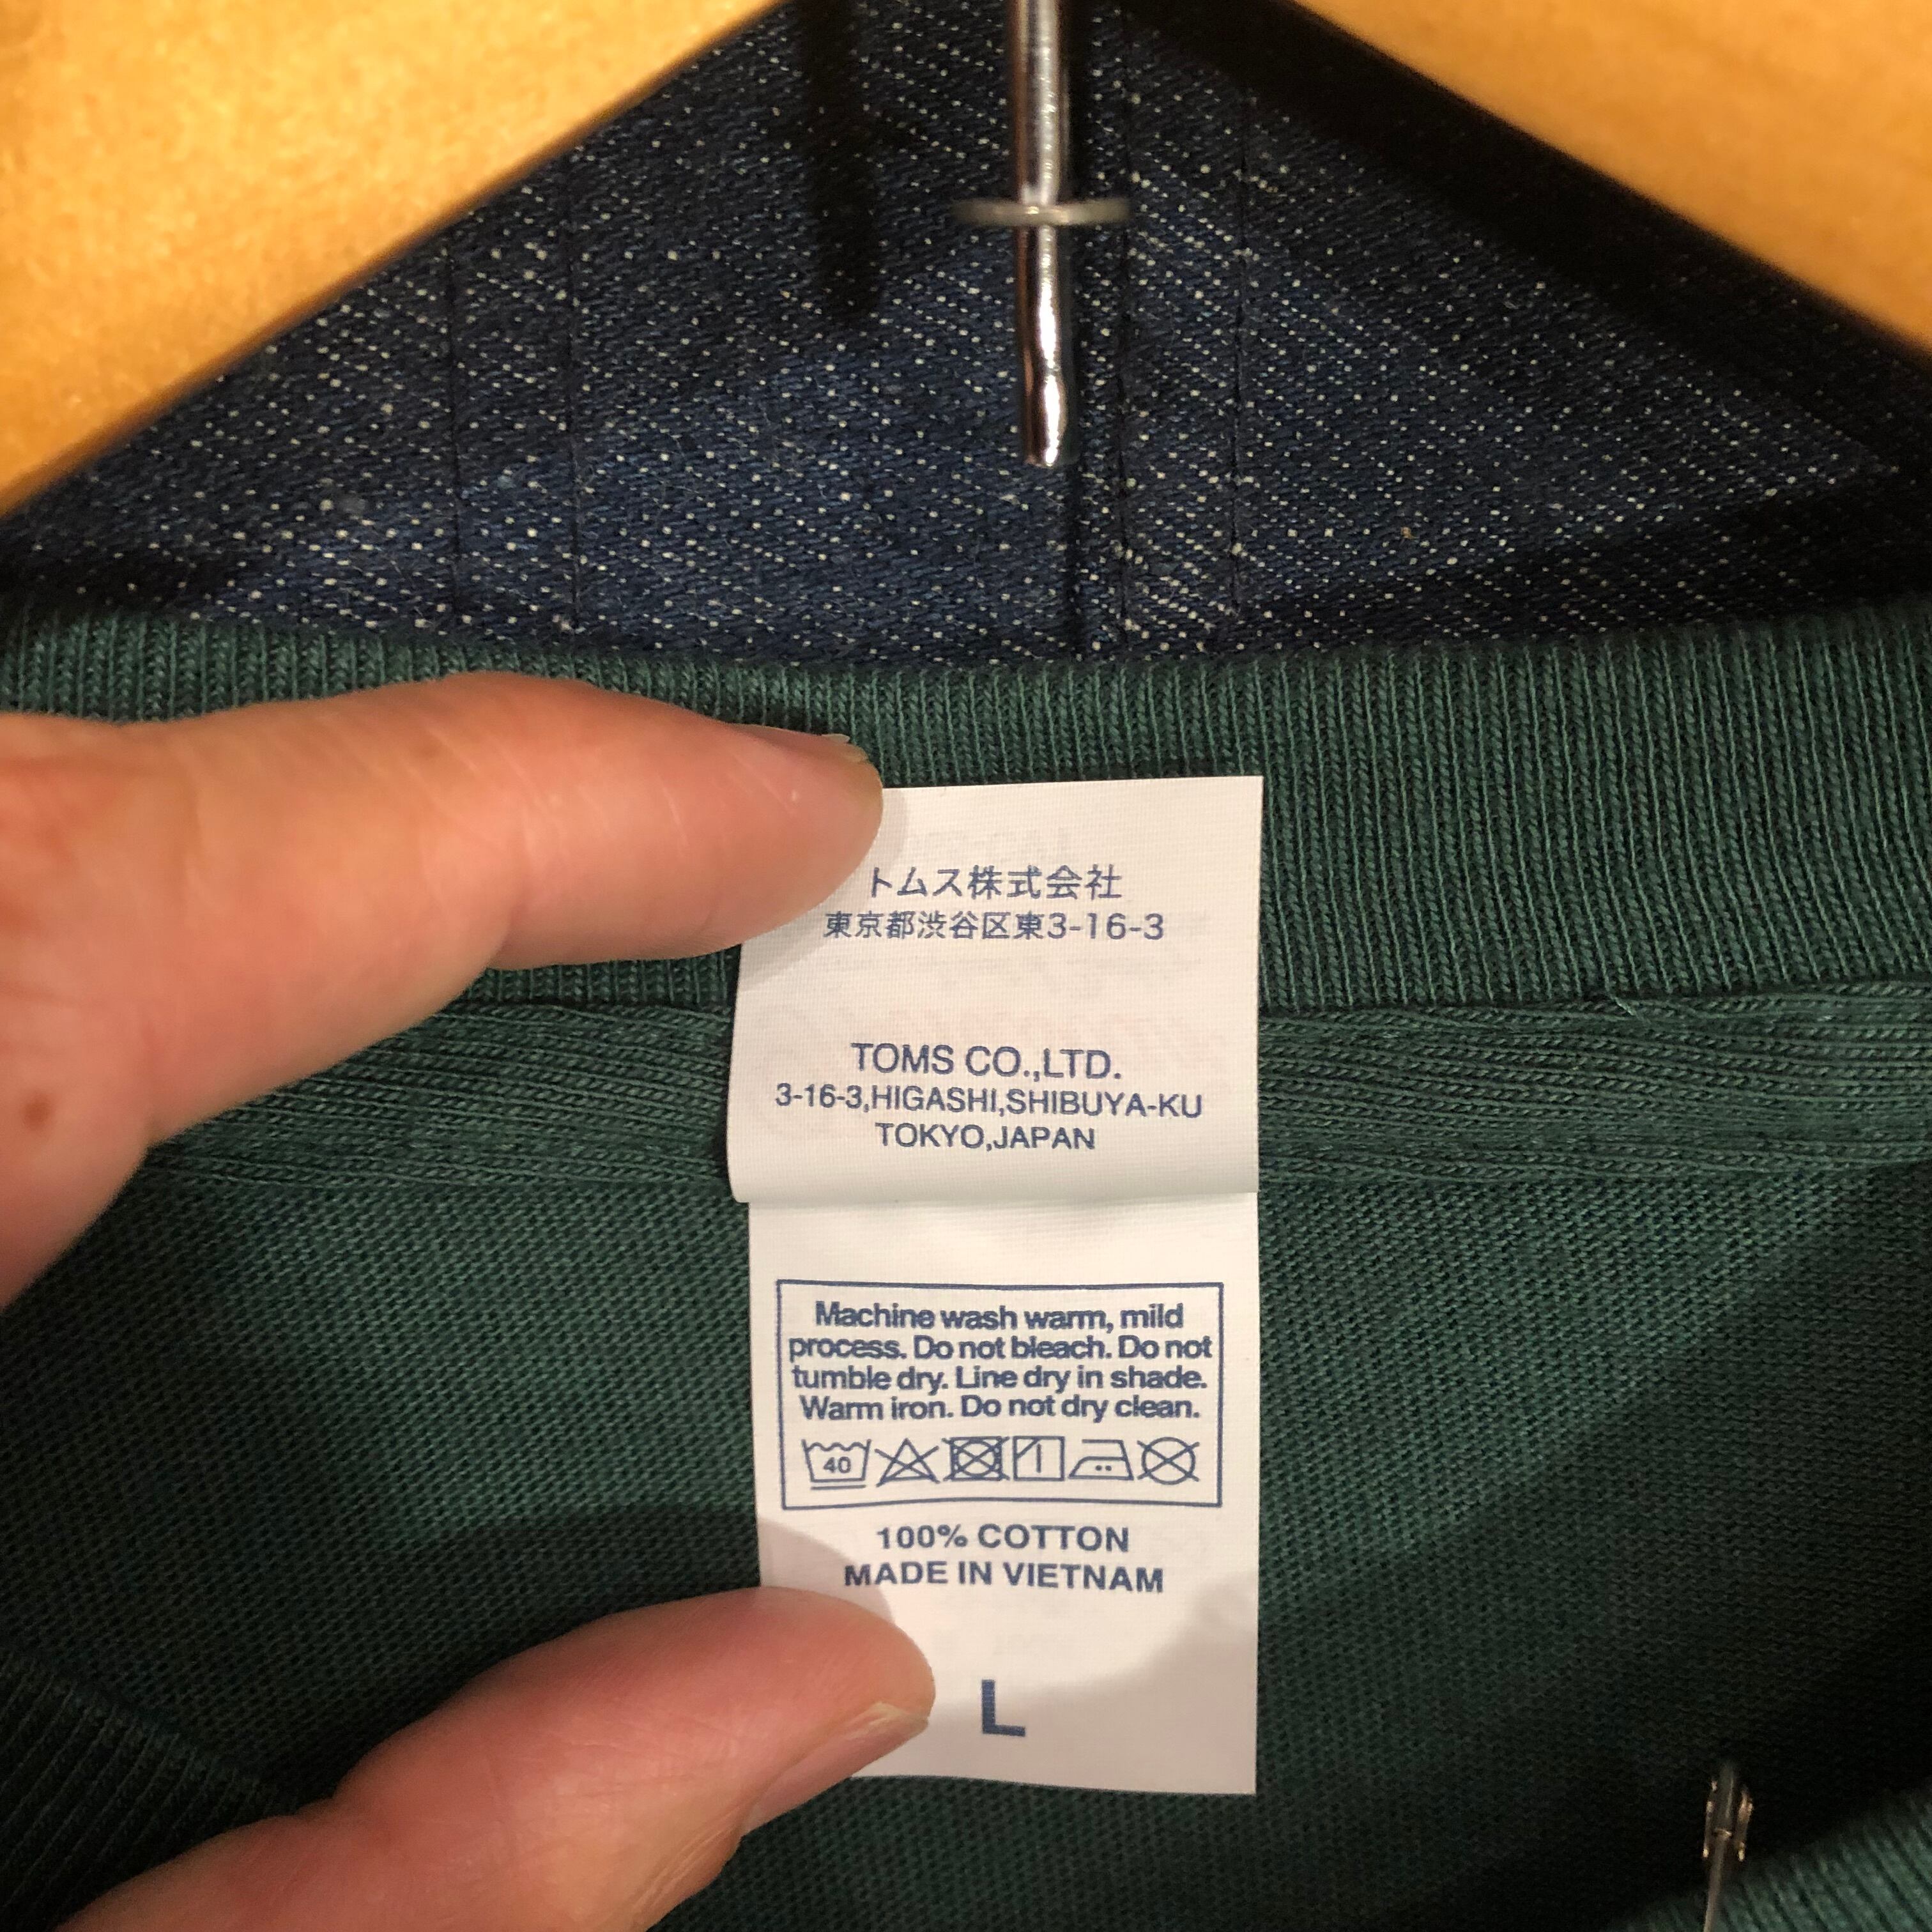 トムス株式会社
東京都渋谷区東3-16-3
TOMS CO.,LTD.
3-16-3,HIGASHI,SHIBUYA-KU
TOKYO,JAPAN
Machine wash warm, mild
process. Do not bleach. Do not
tumble dry. Line dry in shade.
Warm iron. Do not dry clean.
40
100% COTTON
MADE IN VIETNAM
L